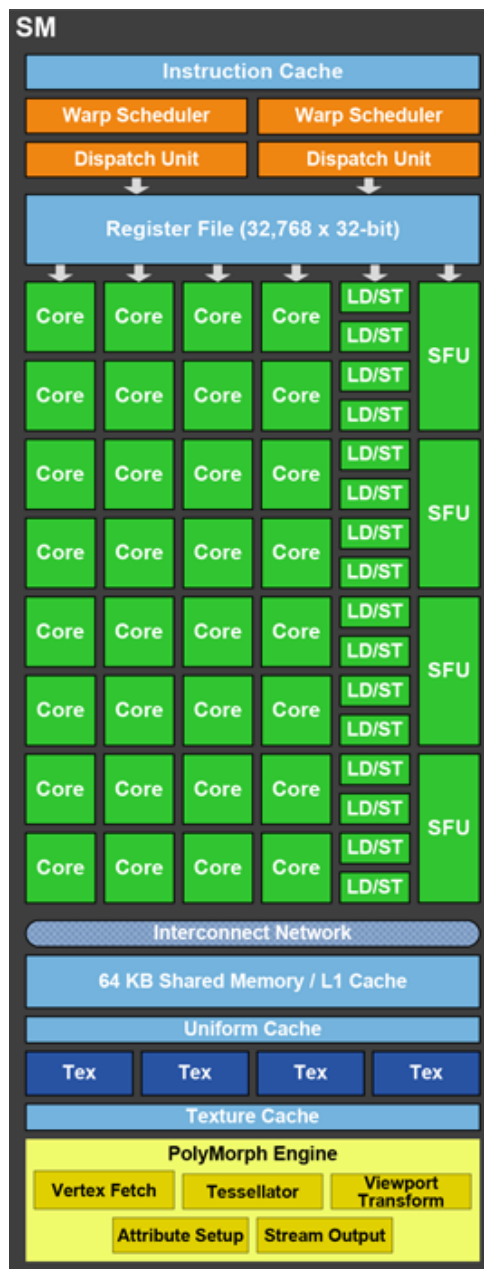 SM
Instruction Cache
Warp Scheduler Warp Scheduler
Dispatch Unit Dispatch Unit
Register File (32,768 x 32-bit)
Core Core Core Core LD/ST SFU
LD/ST
Core Core Core Core LD/ST
LD/ST
Core Core Core Core LD/ST SFU
LD/ST
Core Core Core Core LD/ST
LD/ST
Core Core Core Core LD/ST SFU
LD/ST
Core Core Core Core LD/ST
LD/ST
Core Core Core Core LD/ST SFU
LD/ST
Core Core Core Core LD/ST
LD/ST
Interconnect Network
64 KB Shared Memory / L1 Cache
Uniform Cache
Tex Tex Tex Tex
Texture Cache
PolyMorph Engine
Vertex Fetch Tessellator Viewport
Transform
Attribute Setup Stream Output